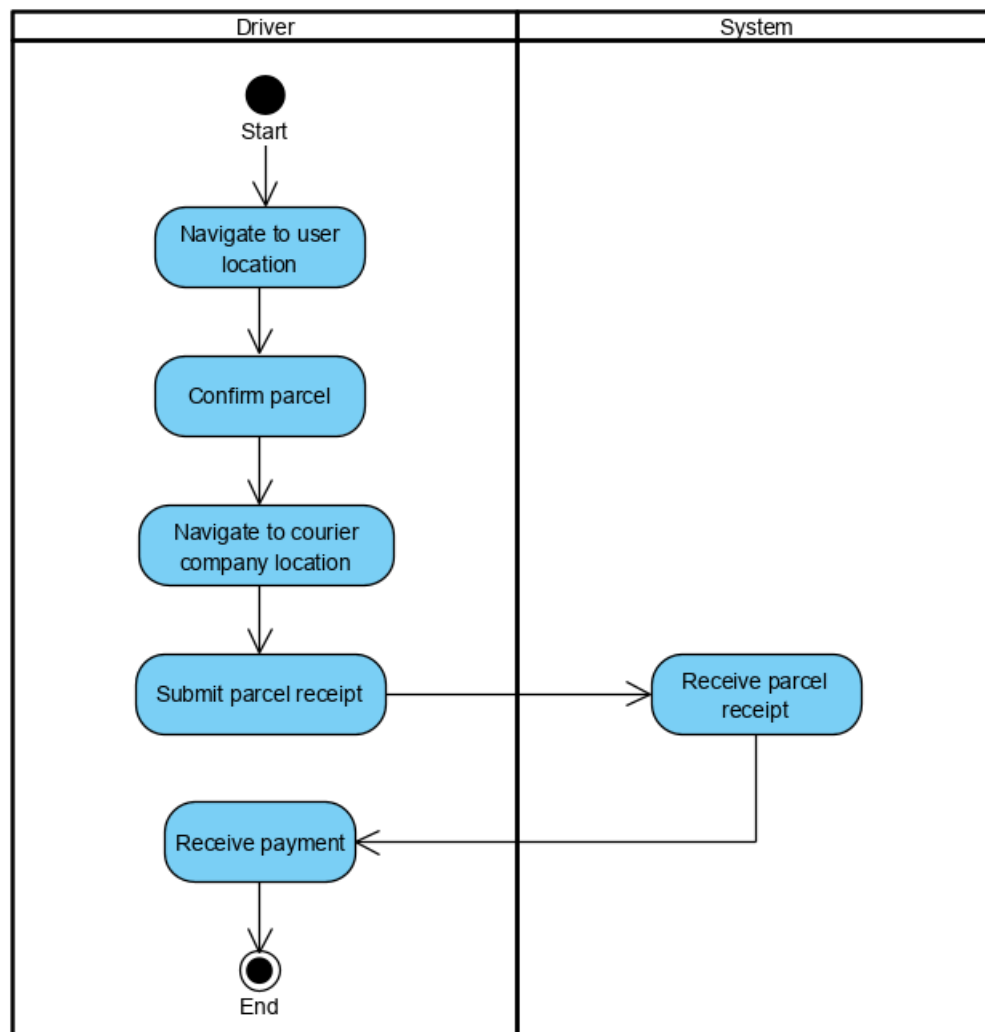 Driver
System
Start
Navigate to user
location
Confirm parcel
Navigate to courier
company location
Submit parcel receipt
Receive parcel
receipt
Receive payment
End